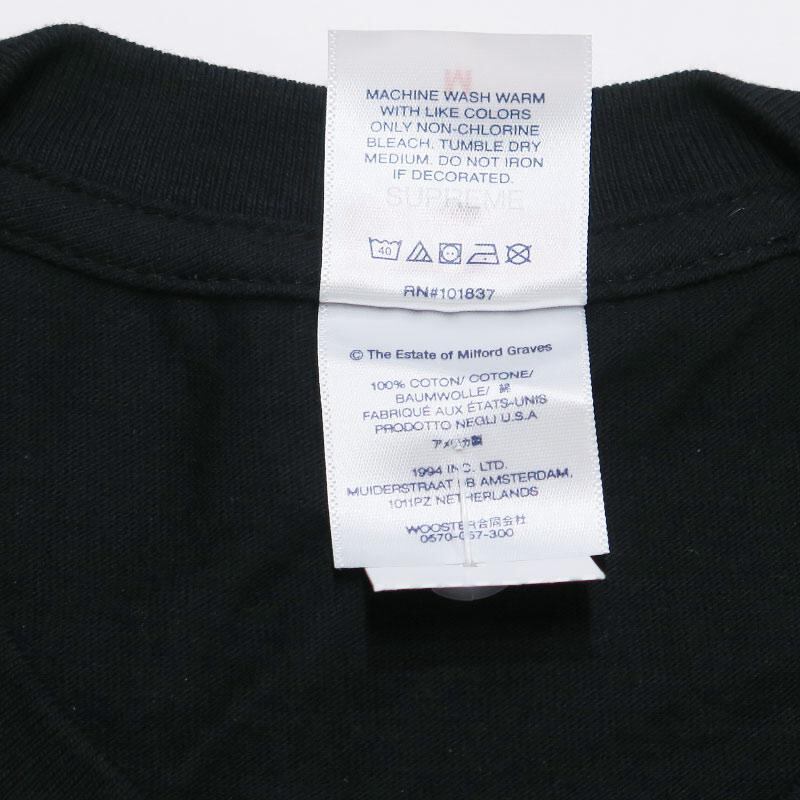 M
MACHINE WASH WARM
WITH LIKE COLORS
ONLY NON-CHLORINE
BLEACH. TUMBLE DRY
MEDIUM. DO NOT IRON
IF DECORATED.
SUPREME
40
RN#101837
© The Estate of Milford Graves
100% COTON/ COTONE/
BAUMWOLLE/ 綿
FABRIQUÉ AUX ÉTATS-UNIS
PRODOTTO NEGLI U.S.A
アメリカ製
1994 INC. LTD.
MUIDERSTRAAT AMSTERDAM,
1011PZ NETHERLANDS
WOOSTER合同会社